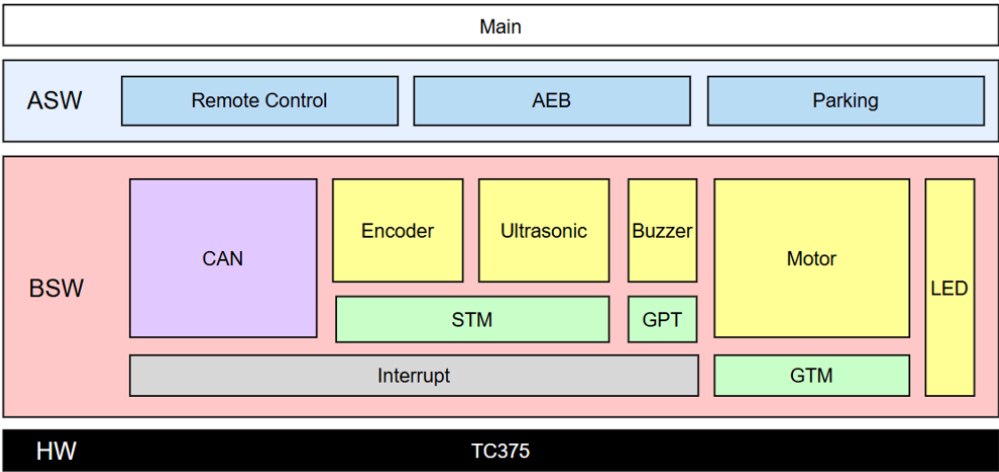 Main
ASW
Remote Control
AEB
Parking
BSW
CAN
Encoder
Ultrasonic
Buzzer
Motor
LED
STM
GPT
Interrupt
GTM
HW
TC375